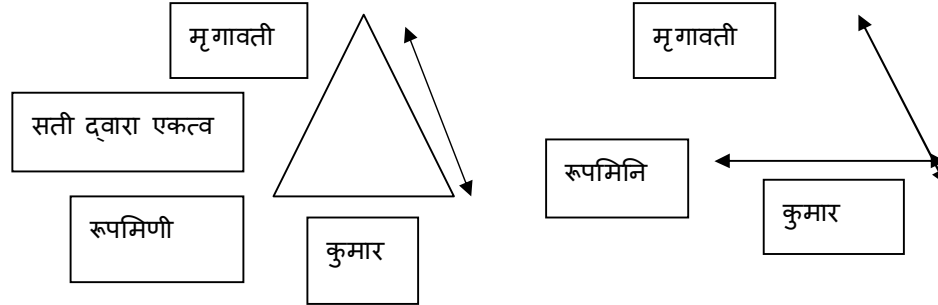 मृगावती
सती द्वारा एकत्व
रूपमिणी
कुमार
मृगावती
रूपमिनि
कुमार